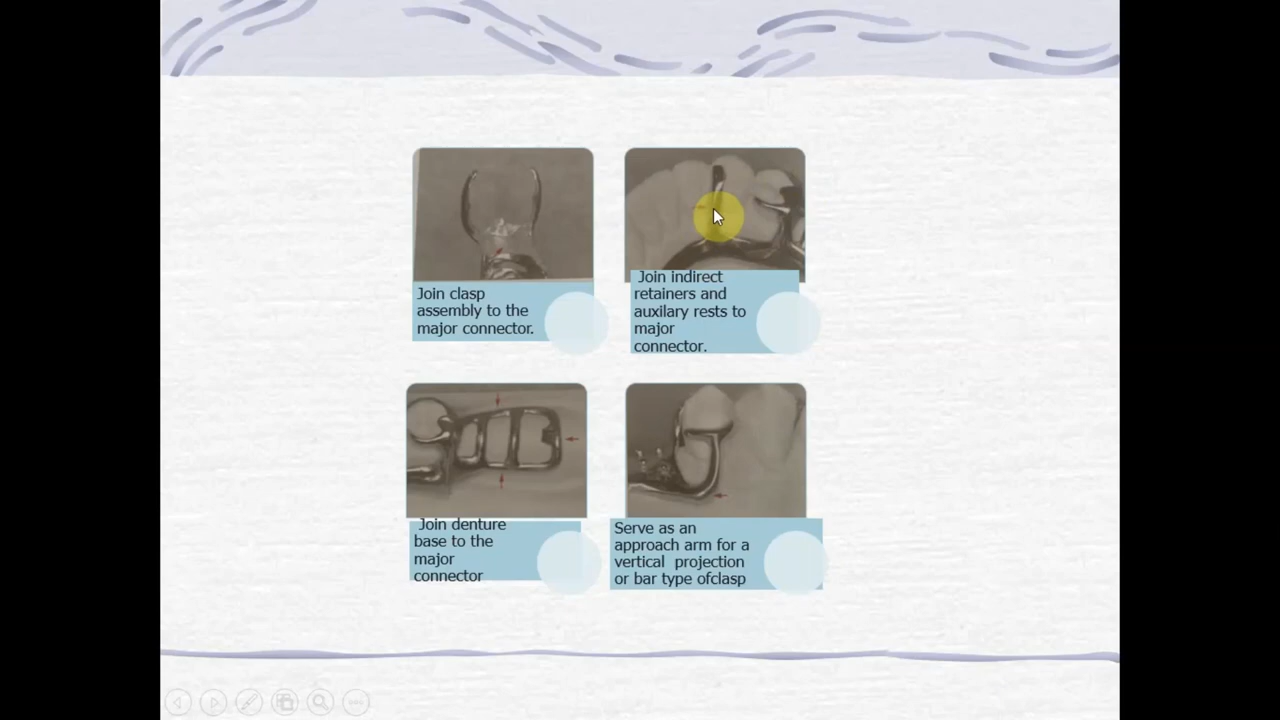 Join clasp
assembly to the
major connector.
Join indirect
retainers and
auxilary rests to
major
connector.
Join denture
base to the
major
connector
Serve as an
approach arm for a
vertical projection
or bar type ofclasp